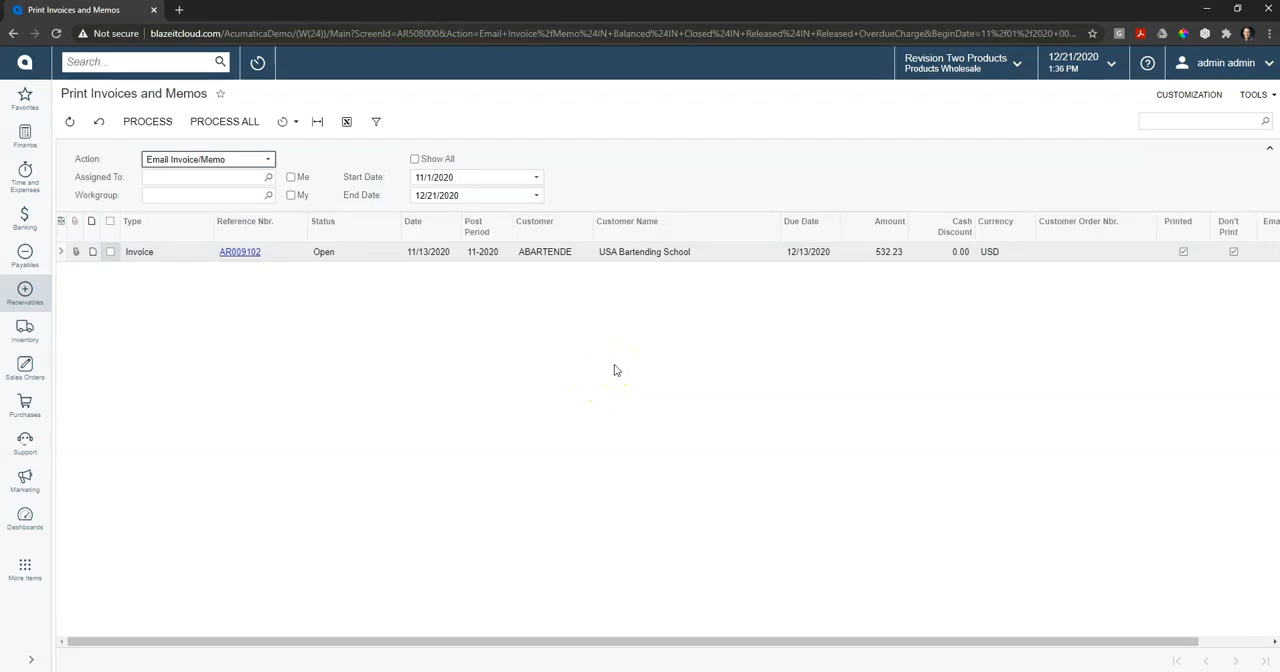 Print Invoices and Memos
Not secure blazeitcloud.com/AcumaticaDemo/(W(24))/Main?ScreenId=AR508000&Action=Email+Invoice%2fMemo%24IN+Balanced+Closed%24IN+Released%24IN+Released+OverdueCharge&BeginDate=11%2f01%2f2020+00...
Search...
Revision Two Products
Products Wholesale
12/21/2020
1:36 PM
admin admin
Favorites
Finance
Time and
Expenses
Banking
Payables
Receivables
Inventory
Sales Orders
Purchases
Support
Marketing
Dashboards
More Items
Print Invoices and Memos
CUSTOMIZATION TOOLS
PROCESS PROCESS ALL
Action: Email Invoice/Memo Show All
Assigned To: Me Start Date: 11/1/2020
Workgroup: My End Date: 12/21/2020
Type Reference Nbr. Status Date Post Period Customer Customer Name Due Date Amount Cash Discount Currency Customer Order Nbr. Printed Don't Print Ema
Invoice AR009102 Open 11/13/2020 11-2020 ABARTENDE USA Bartending School 12/13/2020 532.23 0.00 USD